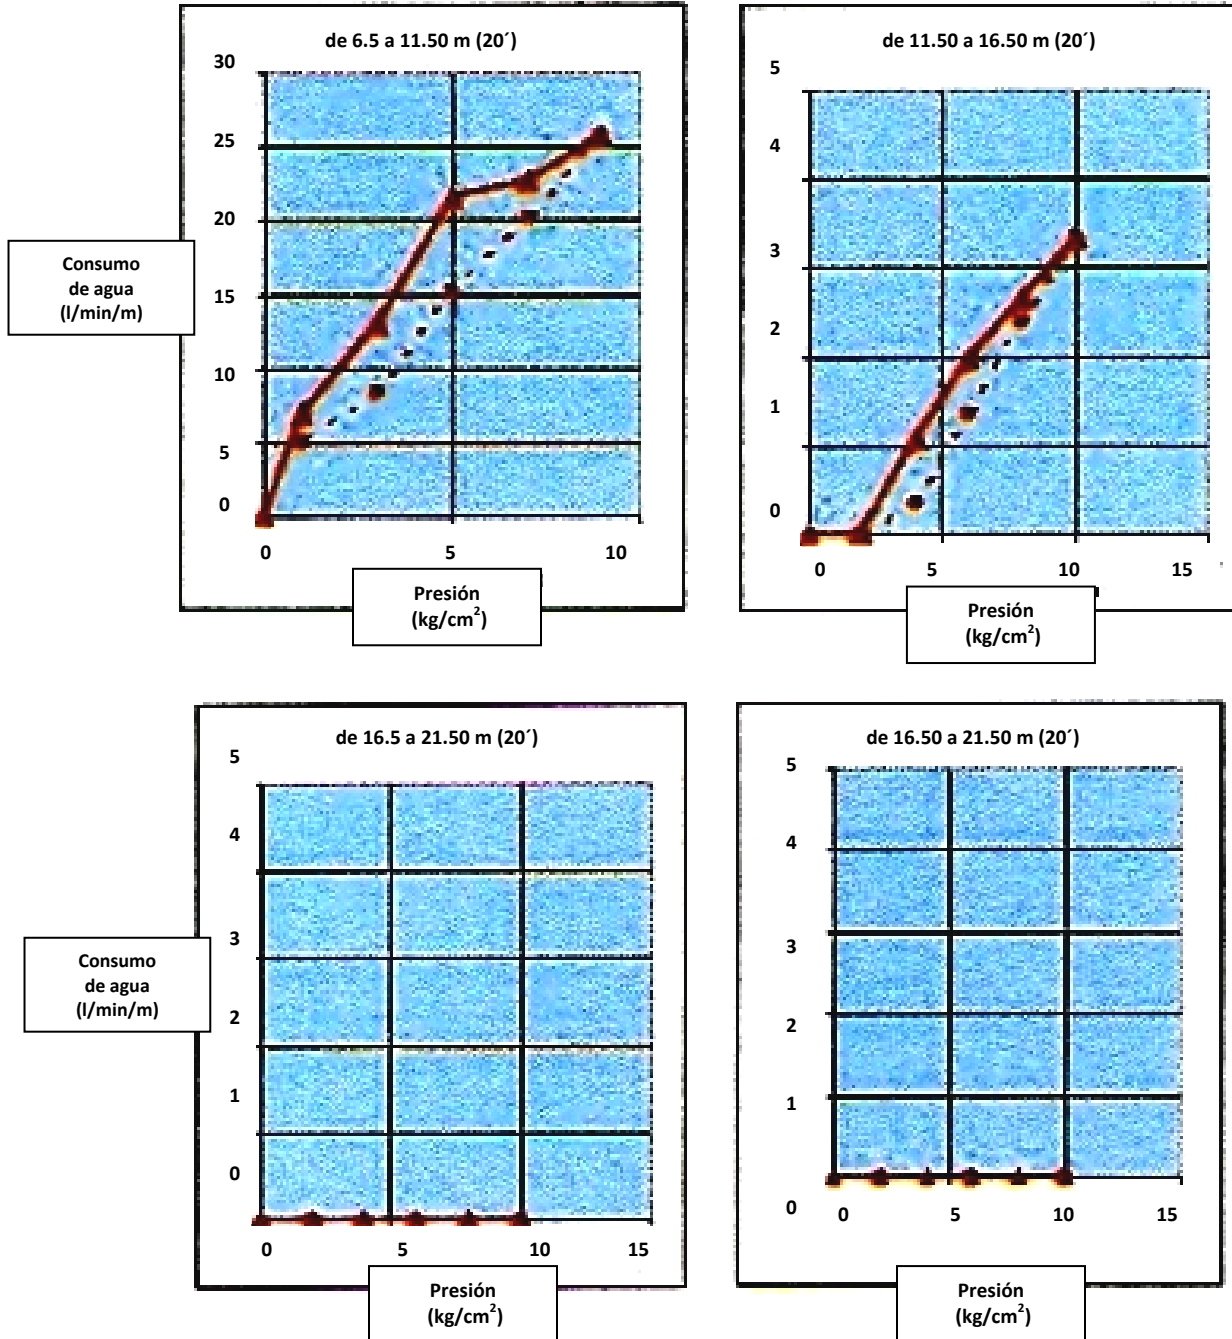 de 6.5 a 11.50 m (20´)
30
25
20
15
10
5
0
0 5 10
Consumo
de agua
(l/min/m)
Presión
(kg/cm²)
de 11.50 a 16.50 m (20´)
5
4
3
2
1
0
0 5 10 15
Presión
(kg/cm²)
de 16.5 a 21.50 m (20´)
5
4
3
2
1
0
0 5 10 15
Consumo
de agua
(l/min/m)
Presión
(kg/cm²)
de 16.50 a 21.50 m (20´)
5
4
3
2
1
0
0 5 10 15
Presión
(kg/cm²)